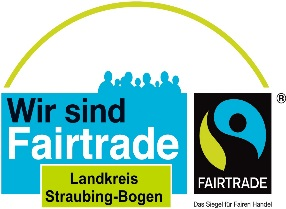 Wir sind
Fairtrade
Landkreis
Straubing-Bogen
®
FAIRTRADE
Das Siegel für Fairen Handel